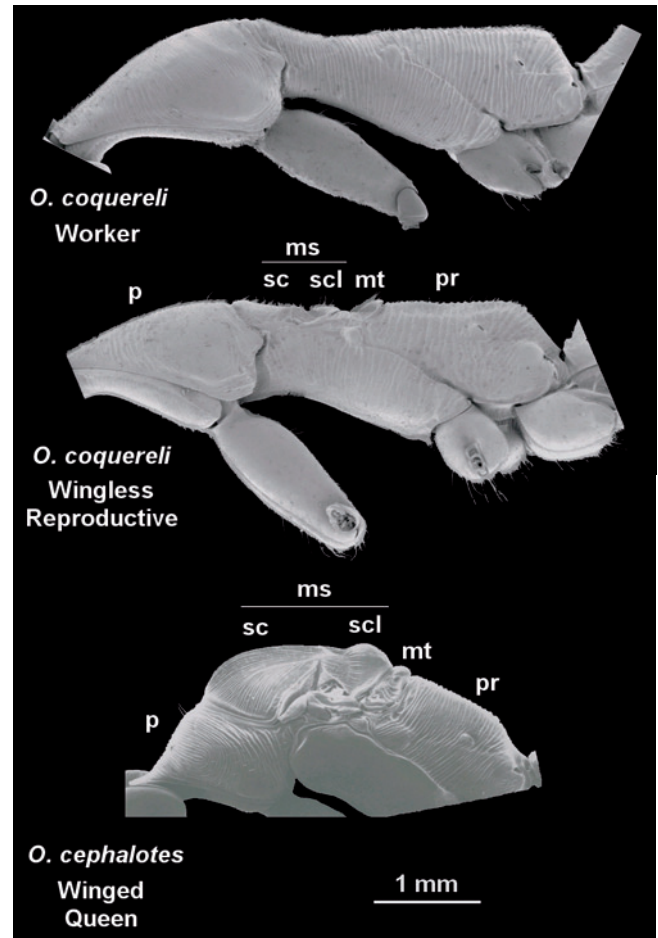 O. coquereli
Worker
ms
sc scl mt pr
p
O. coquereli
Wingless
Reproductive
ms
sc scl
mt
pr
p
O. cephalotes
Winged
Queen
1 mm